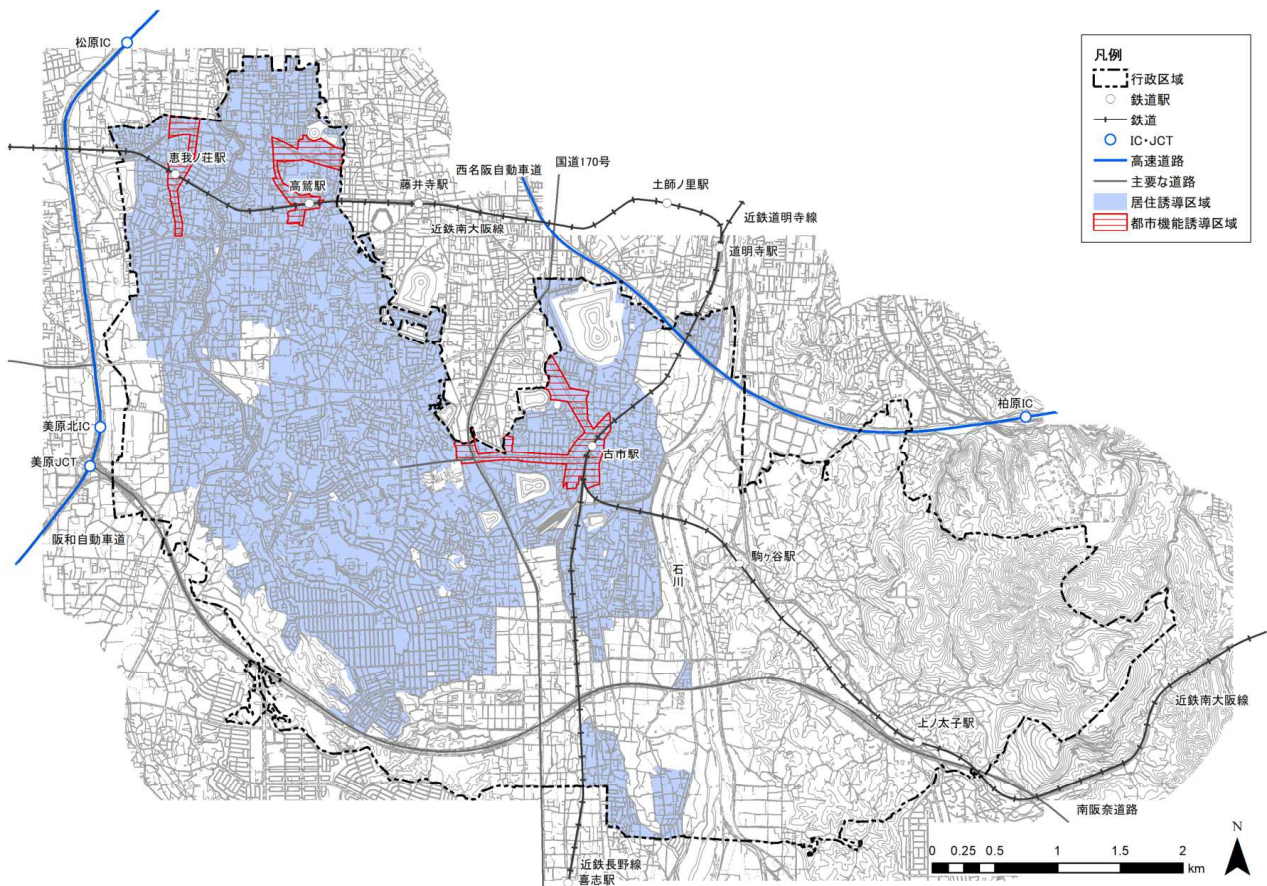 松原IC
凡例
行政区域
鉄道駅
鉄道
IC・JCT
高速道路
主要な道路
居住誘導区域
都市機能誘導区域
恵我ノ荘駅
高鷲駅
藤井寺駅
近鉄南大阪線
西名阪自動車道
国道170号
土師ノ里駅
近鉄道明寺線
道明寺駅
柏原IC
美原北IC
美原JCT
古市駅
阪和自動車道
石川
駒ヶ谷駅
上ノ太子駅
近鉄南大阪線
南阪奈道路
近鉄長野線
喜志駅
N
0 0.25 0.5 1 1.5 2
km